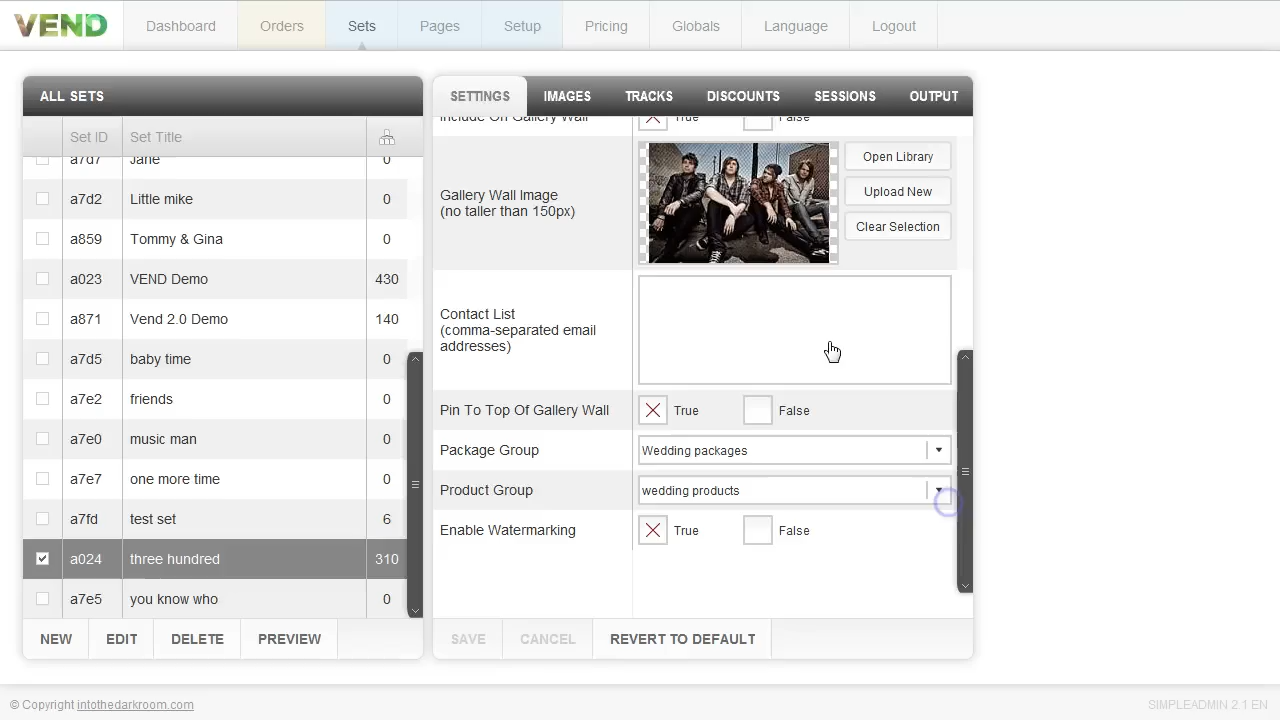 VEND
Dashboard
Orders
Sets
Pages
Setup
Pricing
Globals
Language
Logout
ALL SETS
Set ID
Set Title
a7d7
Jane
0
a7d2
Little mike
0
a859
Tommy & Gina
0
a023
VEND Demo
430
a871
Vend 2.0 Demo
140
a7d5
baby time
0
a7e2
friends
0
a7e0
music man
0
a7e7
one more time
0
a7fd
test set
6
a024
three hundred
310
a7e5
you know who
0
NEW
EDIT
DELETE
PREVIEW
SETTINGS
IMAGES
TRACKS
DISCOUNTS
SESSIONS
OUTPUT
Include On Gallery Wall
True
False
Gallery Wall Image
(no taller than 150px)
Open Library
Upload New
Clear Selection
Contact List
(comma-separated email
addresses)
Pin To Top Of Gallery Wall
True
False
Package Group
Wedding packages
Product Group
wedding products
Enable Watermarking
True
False
SAVE
CANCEL
REVERT TO DEFAULT
© Copyright intothedarkroom.com
SIMPLEADMIN 2.1 EN